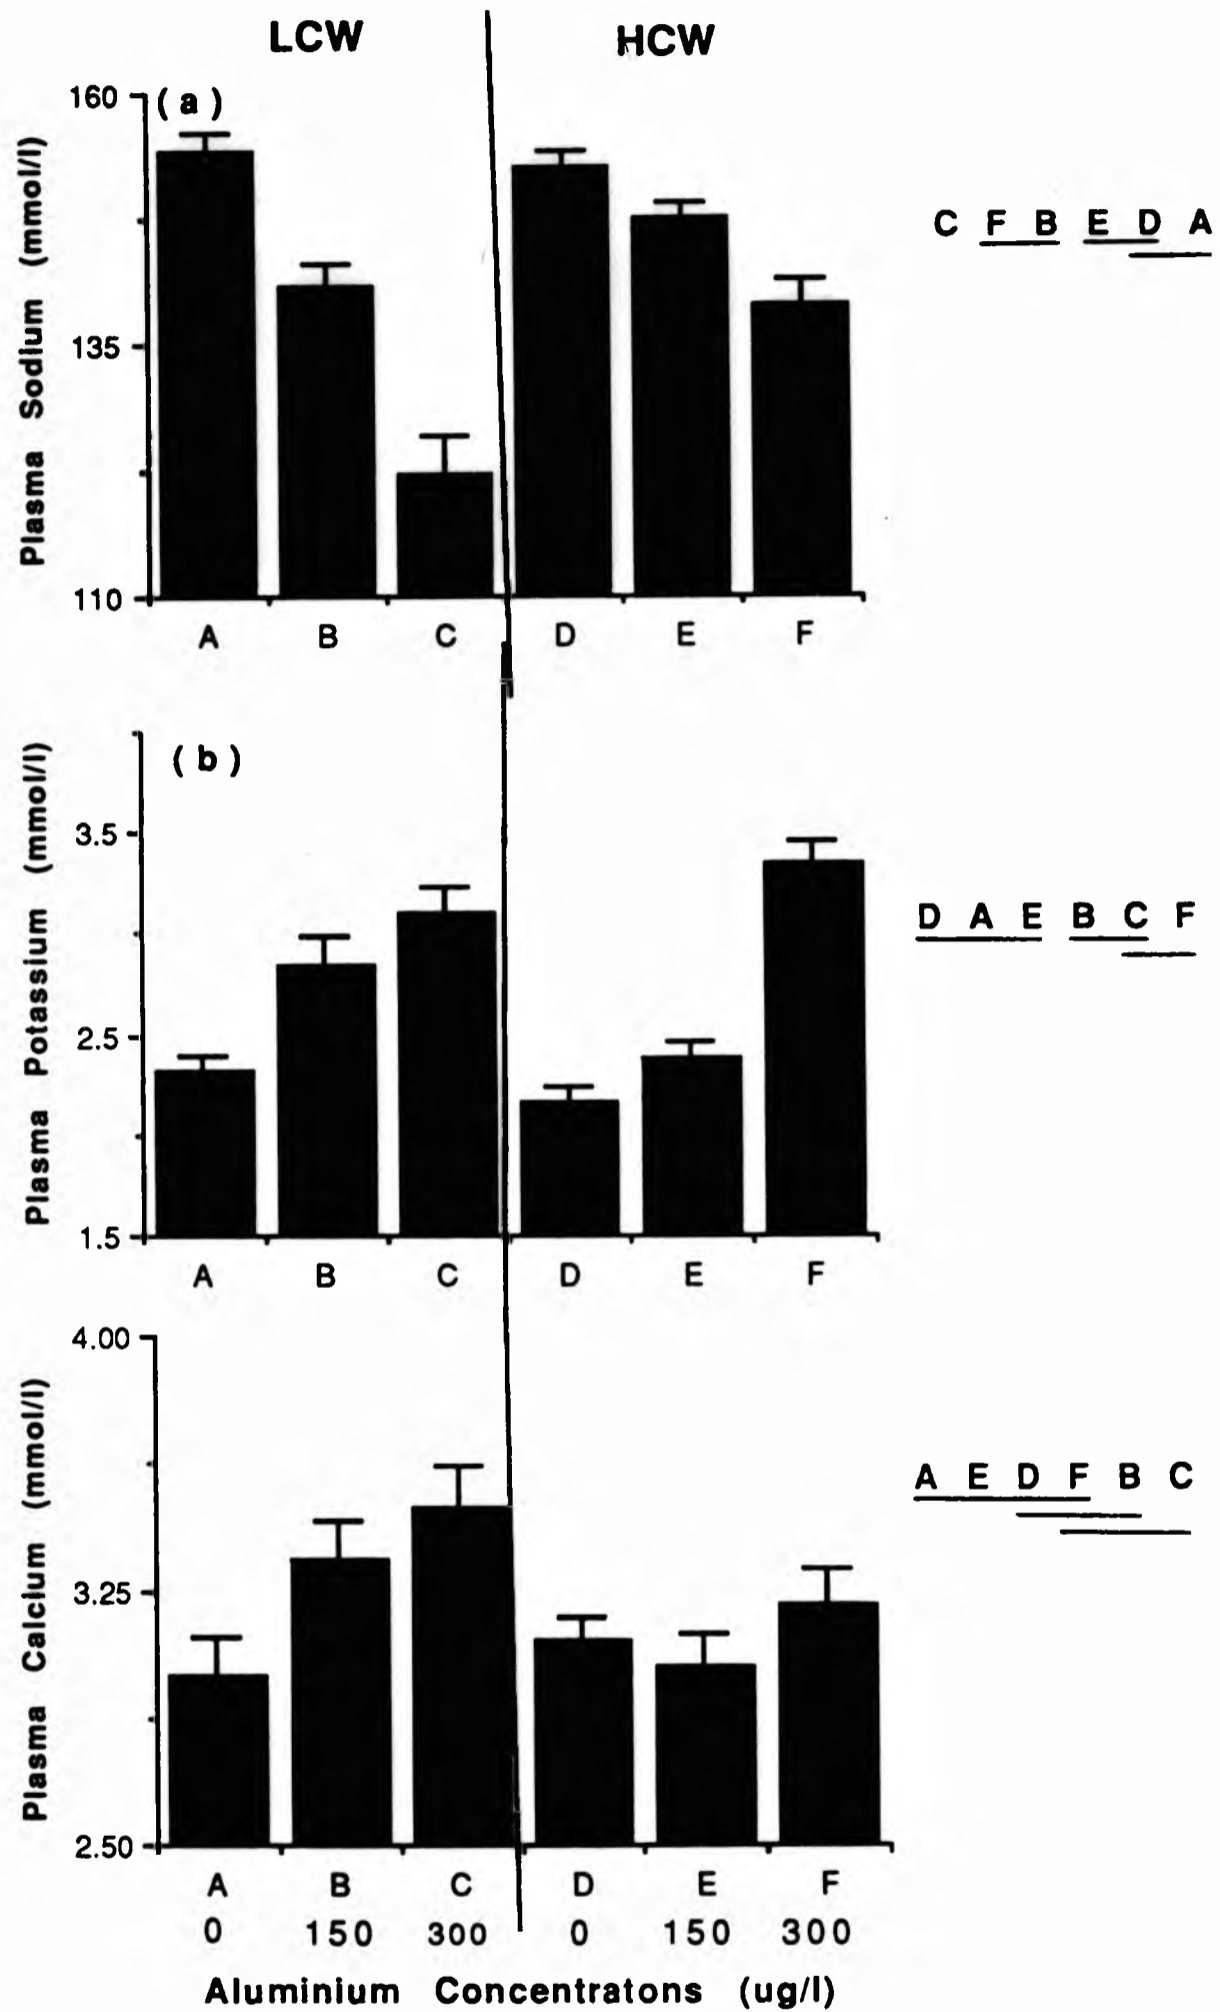 LCW HCW
160 (a)
Plasma Sodium (mmol/l)
C F B E D A
135
110
A B C D E F
(b)
Plasma Potassium (mmol/l)
3.5
D A E B C F
2.5
1.5
A B C D E F
4.00
Plasma Calcium (mmol/l)
A E D F B C
3.25
2.50
A B C D E F
0 150 300 0 150 300
Aluminium Concentratons (ug/l)